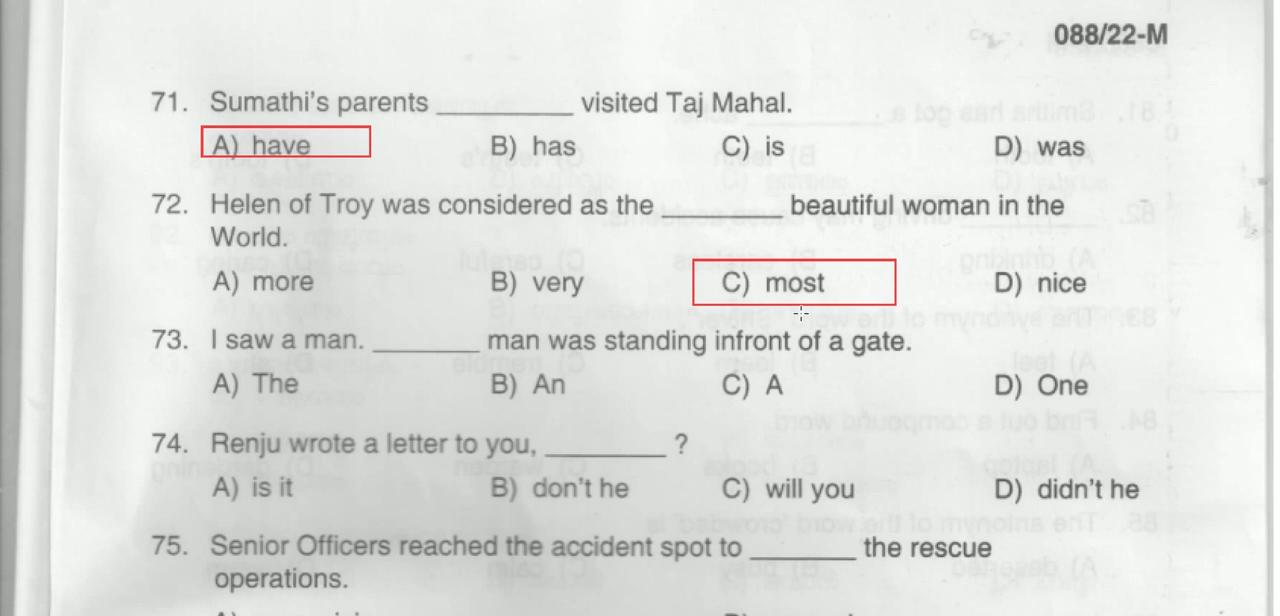 088/22-M
71. Sumathi's parents __________ visited Taj Mahal.
A) have B) has C) is D) was
72. Helen of Troy was considered as the _________ beautiful woman in the
World.
A) more B) very C) most D) nice
73. I saw a man. ________ man was standing infront of a gate.
A) The B) An C) A D) One
74. Renju wrote a letter to you, _________ ?
A) is it B) don't he C) will you D) didn't he
75. Senior Officers reached the accident spot to ________ the rescue
operations.